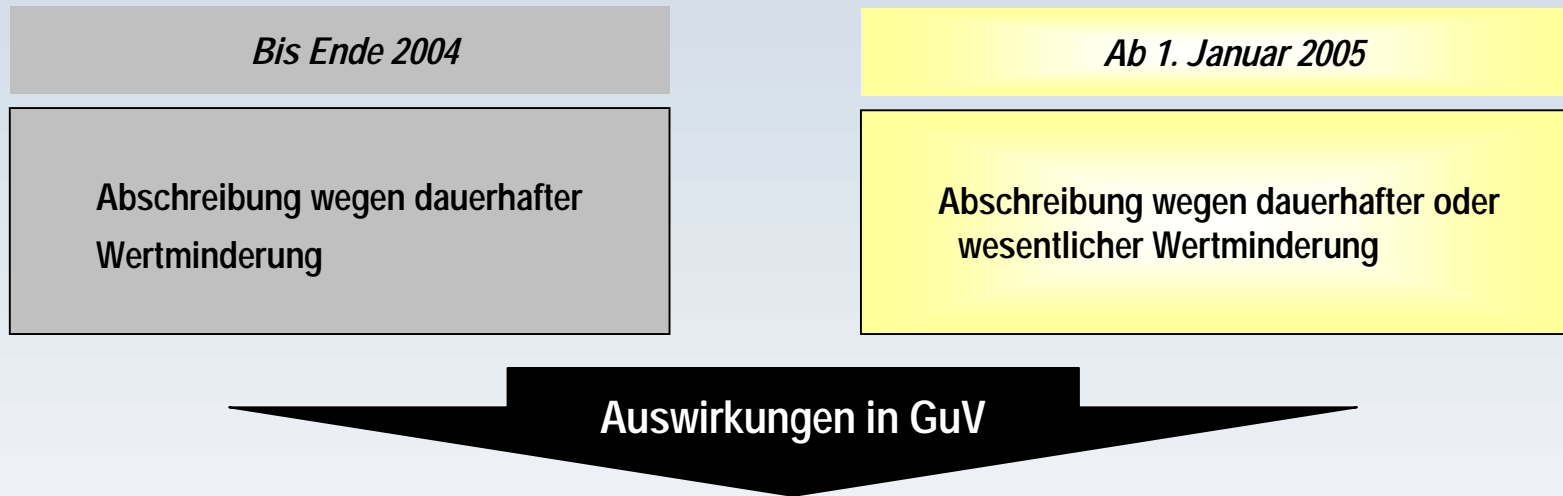 Bis Ende 2004
Abschreibung wegen dauerhafter
Wertminderung
Ab 1. Januar 2005
Abschreibung wegen dauerhafter oder
wesentlicher Wertminderung
Auswirkungen in GuV